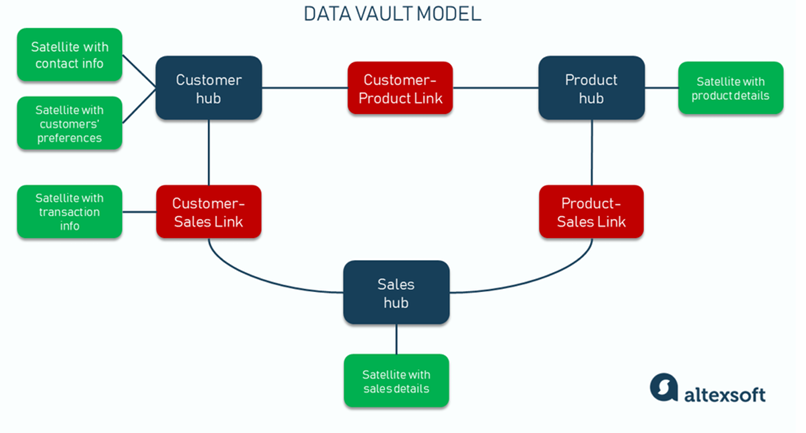 DATA VAULT MODEL
Satellite with
contact info
Customer
hub
Customer-
Product Link
Product
hub
Satellite with
product details
Satellite with
customers'
preferences
Satellite with
transaction
info
Customer-
Sales Link
Product-
Sales Link
Sales
hub
Satellite with
sales details
altexsoft